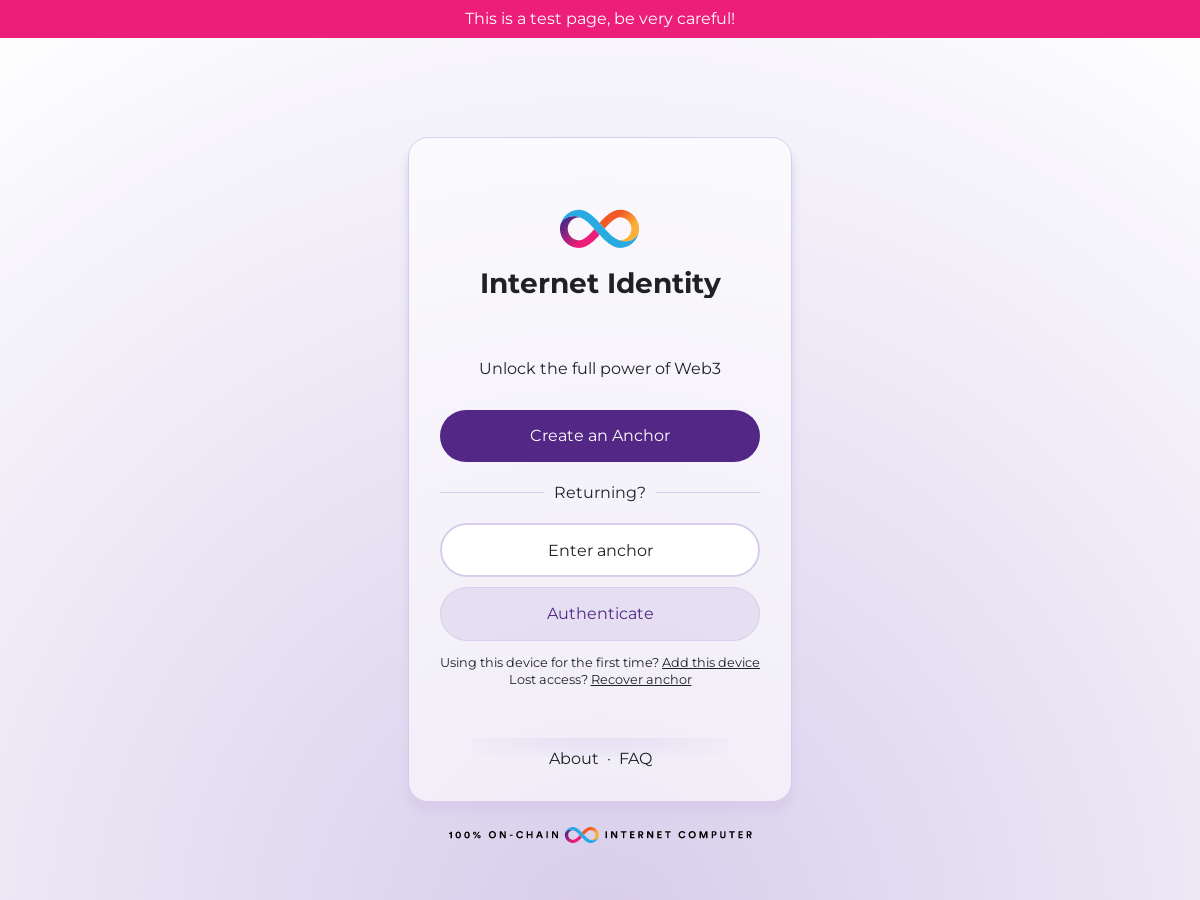 This is a test page, be very careful!
Internet Identity
Unlock the full power of Web3
Create an Anchor
Returning?
Enter anchor
Authenticate
Using this device for the first time? Add this device
Lost access? Recover anchor
About · FAQ
100% ON-CHAIN INTERNET COMPUTER